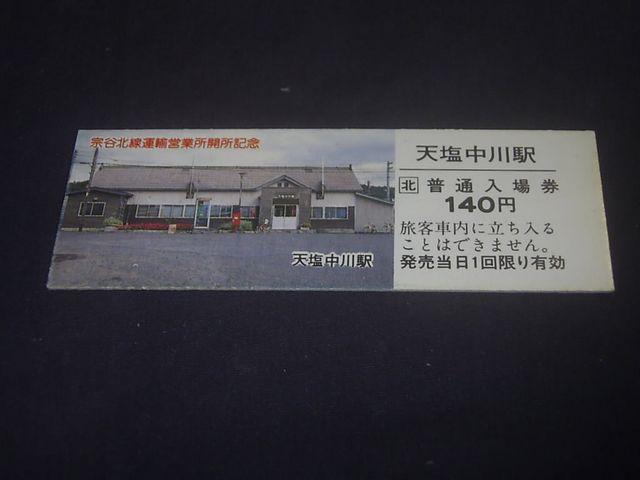 宗谷北線運輸営業所開所記念
天塩中川駅
天塩中川駅
北 普通入場券
140円
旅客車内に立ち入る
ことはできません。
発売当日1回限り有効